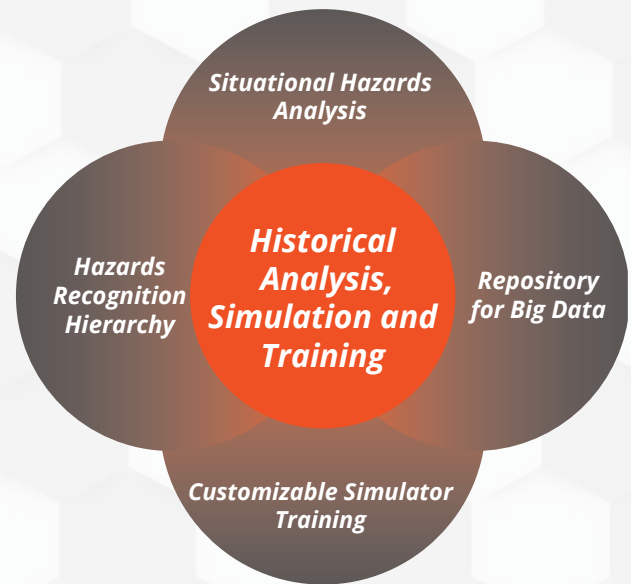 Situational Hazards
Analysis
Hazards
Recognition
Hierarchy
Historical
Analysis,
Simulation and
Training
Repository
for Big Data
Customizable Simulator
Training